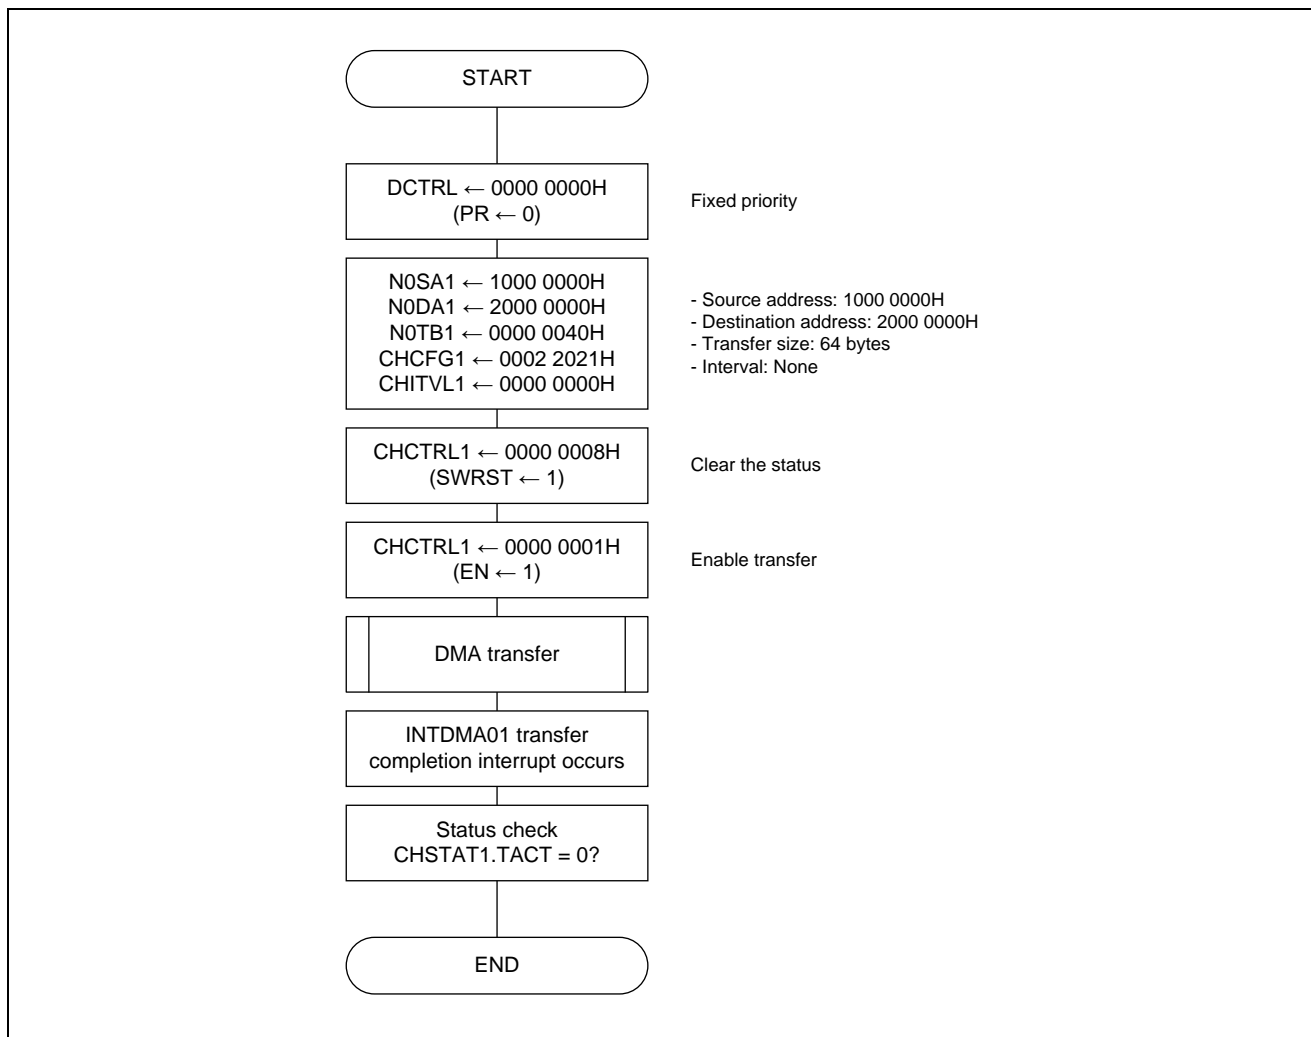 START
DCTRL ← 0000 0000H
(PR ← 0)
Fixed priority
N0SA1 ← 1000 0000H
N0DA1 ← 2000 0000H
N0TB1 ← 0000 0040H
CHCFG1 ← 0002 2021H
CHITVL1 ← 0000 0000H
- Source address: 1000 0000H
- Destination address: 2000 0000H
- Transfer size: 64 bytes
- Interval: None
CHCTRL1 ← 0000 0008H
(SWRST ← 1)
Clear the status
CHCTRL1 ← 0000 0001H
(EN ← 1)
Enable transfer
DMA transfer
INTDMA01 transfer
completion interrupt occurs
Status check
CHSTAT1.TACT = 0?
END